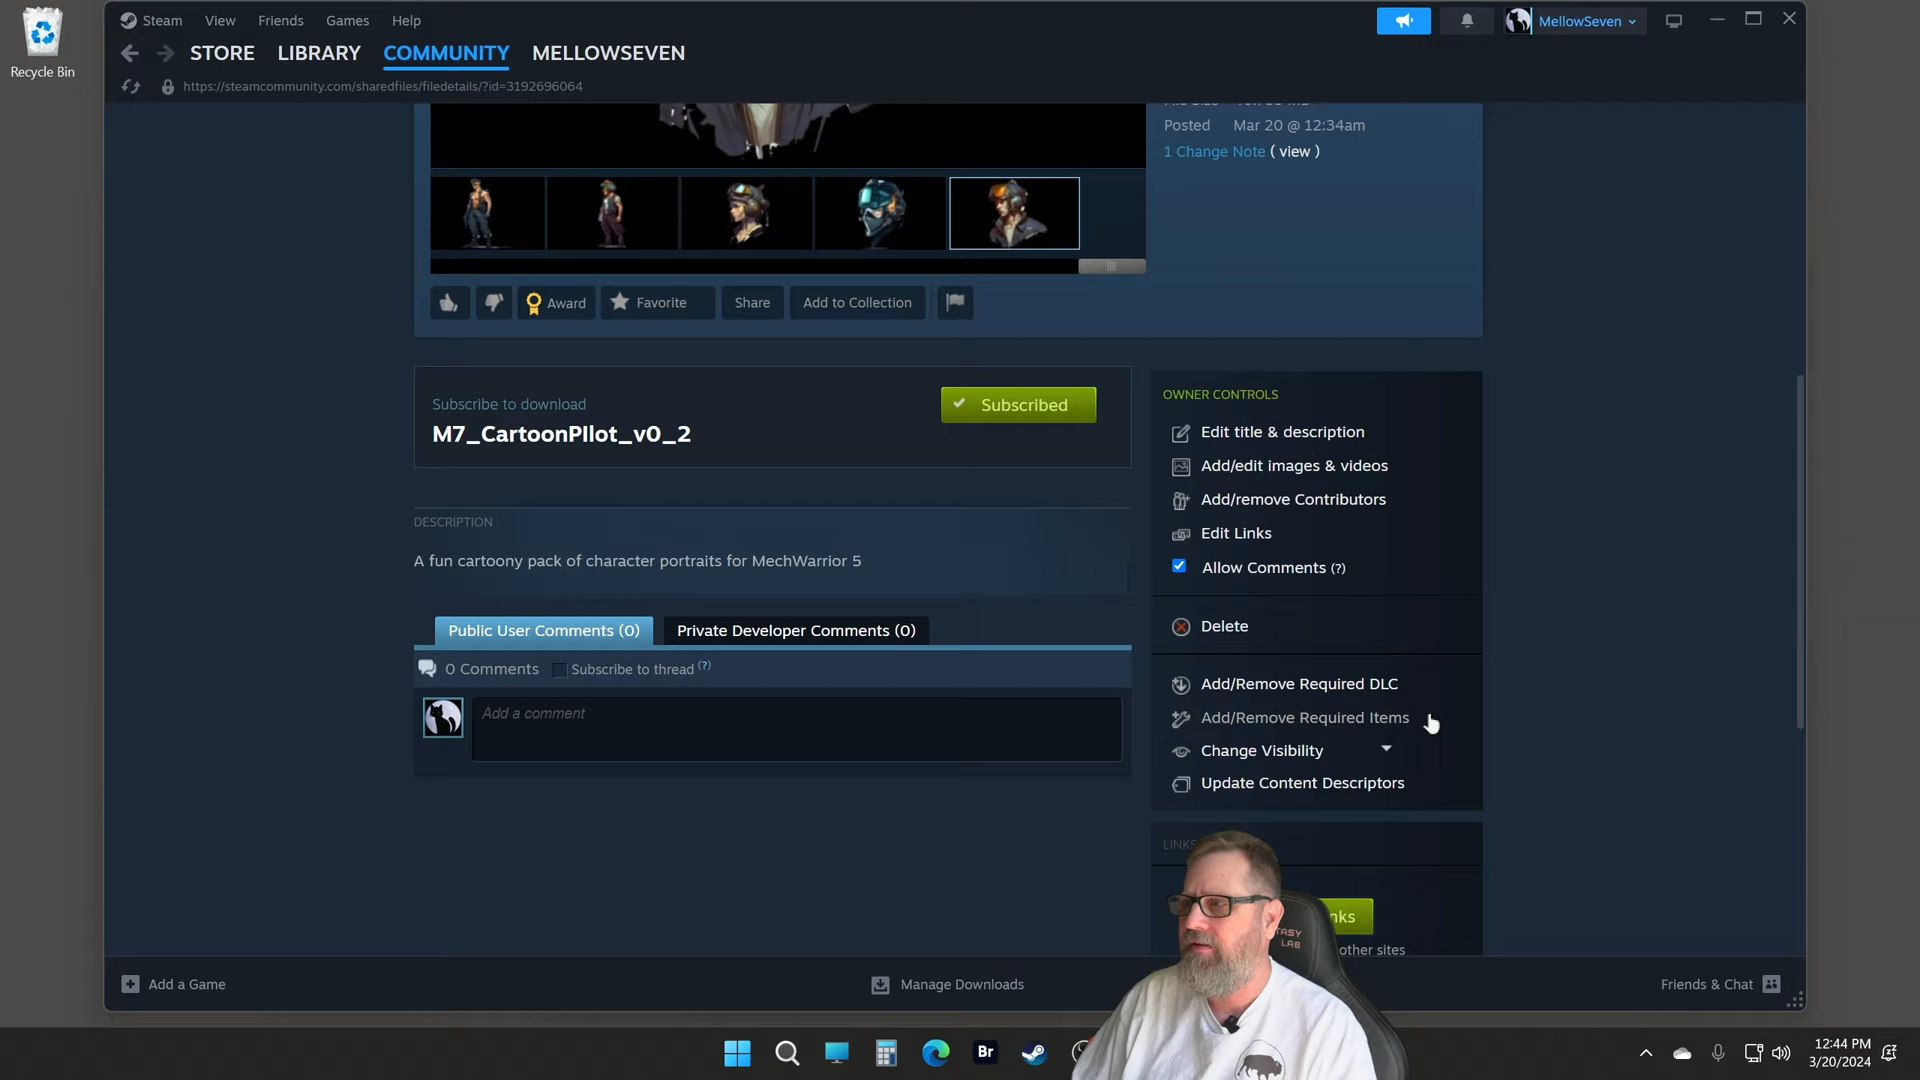 Recycle Bin
Steam View Friends Games Help
MellowSeven
STORE LIBRARY COMMUNITY MELLOWSEVEN
https://steamcommunity.com/sharedfiles/filedetails/?id=3192696064
Posted Mar 20 @ 12:34am
1 Change Note ( view )
Award Favorite Share Add to Collection
Subscribe to download
M7_CartoonPIlot_v0_2
Subscribed
DESCRIPTION
A fun cartoony pack of character portraits for MechWarrior 5
Public User Comments (0) Private Developer Comments (0)
0 Comments Subscribe to thread (?)
Add a comment
OWNER CONTROLS
Edit title & description
Add/edit images & videos
Add/remove Contributors
Edit Links
Allow Comments (?)
Delete
Add/Remove Required DLC
Add/Remove Required Items
Change Visibility
Update Content Descriptors
LINKS
other sites
Add a Game
Manage Downloads
Friends & Chat
Br
12:44 PM
3/20/2024